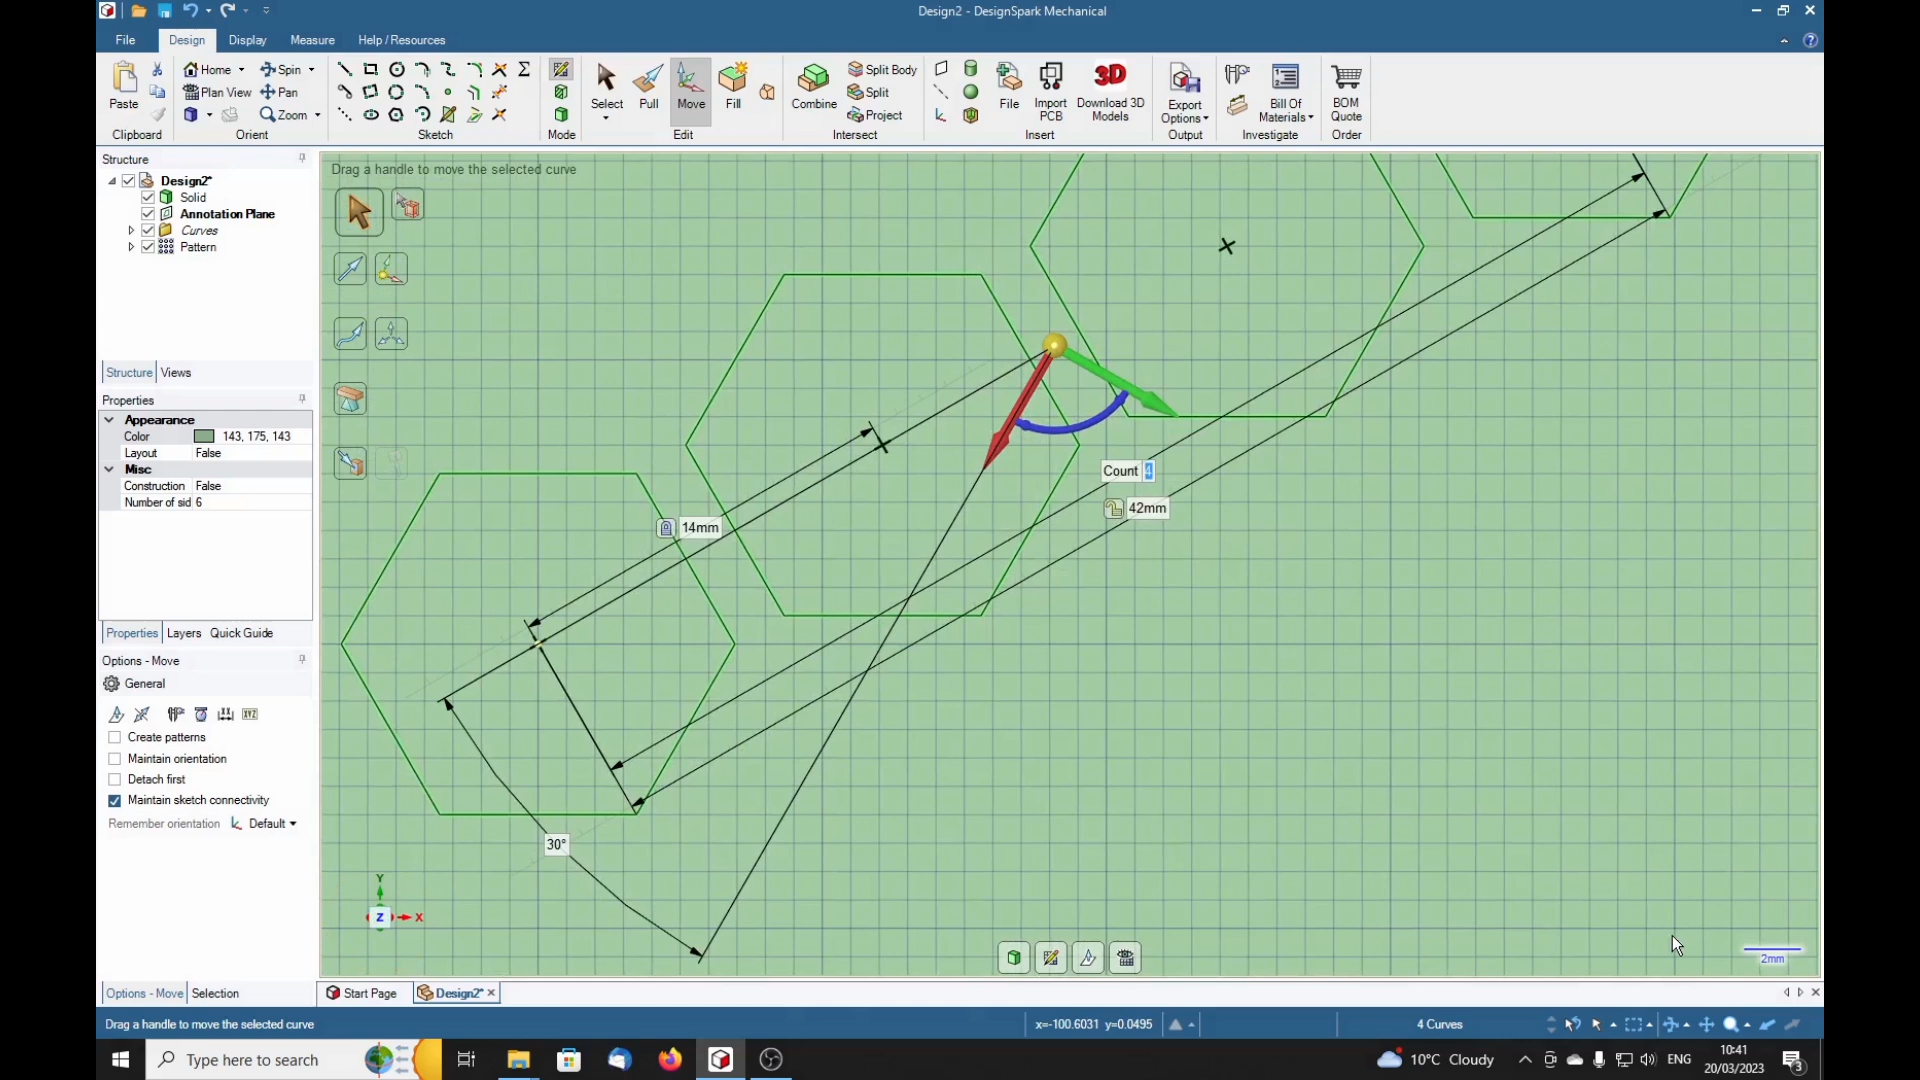 Design2 - DesignSpark Mechanical
File
Design
Display
Measure
Help / Resources
Paste
Clipboard
Home
Plan View
Spin
Pan
Zoom
Orient
Sketch
Mode
Select
Pull
Move
Fill
Edit
Combine
Split Body
Split
Project
Intersect
File
Import PCB
3D
Download 3D Models
Insert
Export Options
Output
Bill Of Materials
Investigate
BOM Quote
Order
Structure
Design2*
Solid
Annotation Plane
Curves
Pattern
Structure
Views
Properties
Appearance
Color 143, 175, 143
Layout False
Misc
Construction False
Number of sid 6
Properties
Layers
Quick Guide
Options - Move
General
XYZ
Create patterns
Maintain orientation
Detach first
Maintain sketch connectivity
Remember orientation
Default
Options - Move
Selection
Drag a handle to move the selected curve
Count 4
42mm
14mm
30°
Y
Z
X
2mm
Start Page
Design2*
Drag a handle to move the selected curve
x=-100.6031 y=0.0495
4 Curves
Type here to search
10°C Cloudy
ENG
10:41
20/03/2023
3